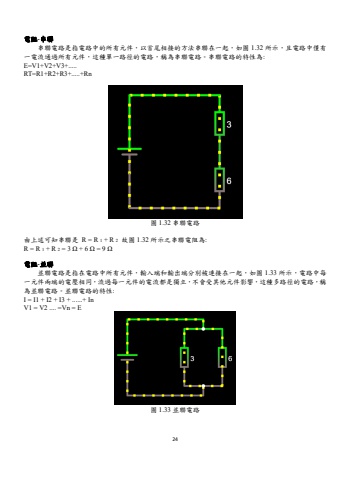 電阻-串聯
串聯電路是指電路中的所有元件，以首尾相接的方法串聯在一起，如圖 1.32 所示，且電路中僅有
一電流通過所有元件，這種單一路徑的電路，稱為串聯電路。串聯電路的特性為:
E=V1+V2+V3+.....
RT=R1+R2+R3+.....+Rn
3
6
圖 1.32 串聯電路
由上述可知串聯是 R = R 1 + R 2 故圖 1.32 所示之串聯電阻為:
R = R 1 + R 2 = 3 Ω + 6 Ω = 9 Ω
電阻-並聯
並聯電路是指在電路中所有元件，輸入端和輸出端分別被連接在一起，如圖 1.33 所示，電路中每
一元件兩端的電壓相同，流過每一元件的電流都是獨立，不會受其他元件影響，這種多路徑的電路，稱
為並聯電路。並聯電路的特性:
I = I1 + I2 + I3 + ......+ In
V1 = V2 .... =Vn = E
3
6
圖 1.33 並聯電路
24